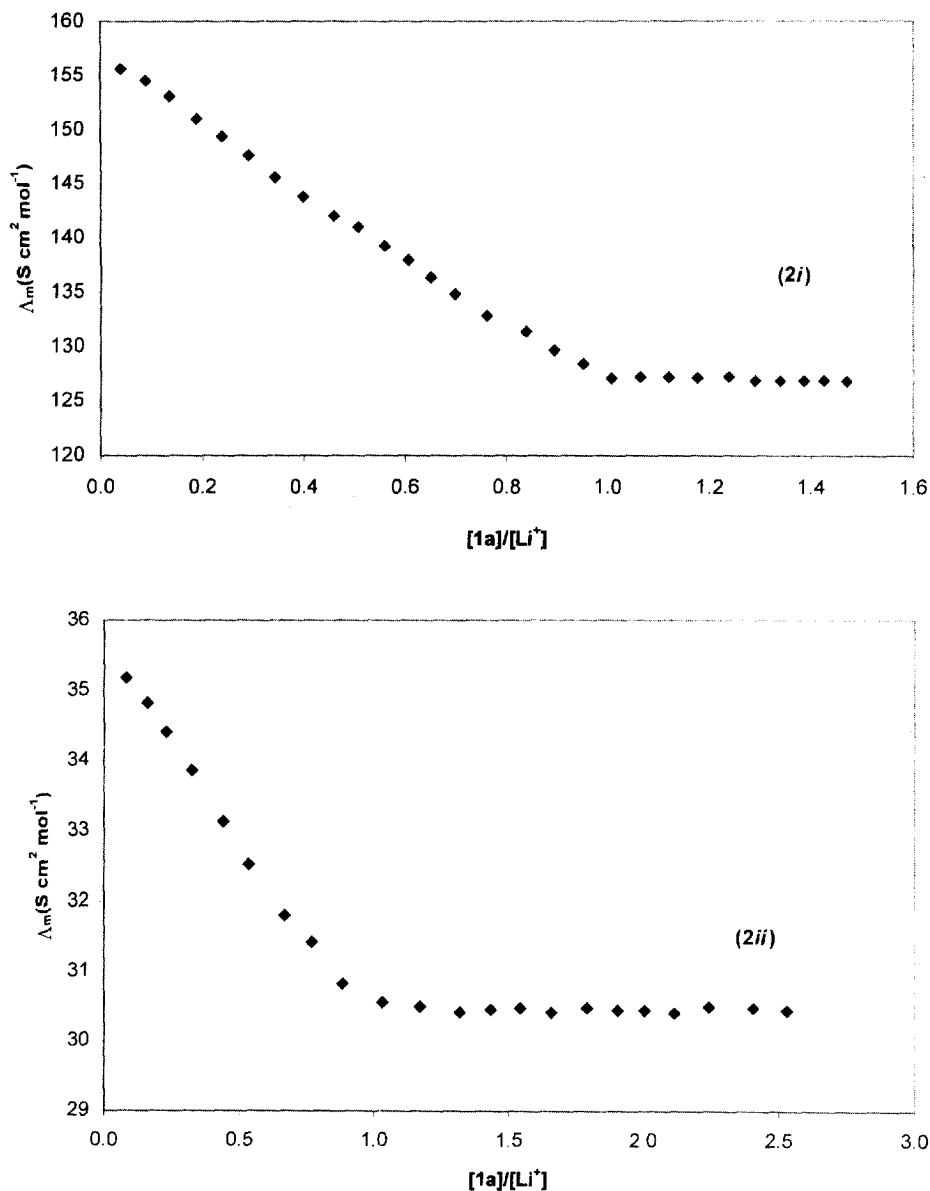 160
155
150
145
140
135
130
125
120
Λm(S cm² mol⁻¹)
(2i)
0.0 0.2 0.4 0.6 0.8 1.0 1.2 1.4 1.6
[1a]/[Li⁺]
36
35
34
33
32
31
30
29
Λm(S cm² mol⁻¹)
(2ii)
0.0 0.5 1.0 1.5 2 0 2.5 3.0
[1a]/[Li⁺]